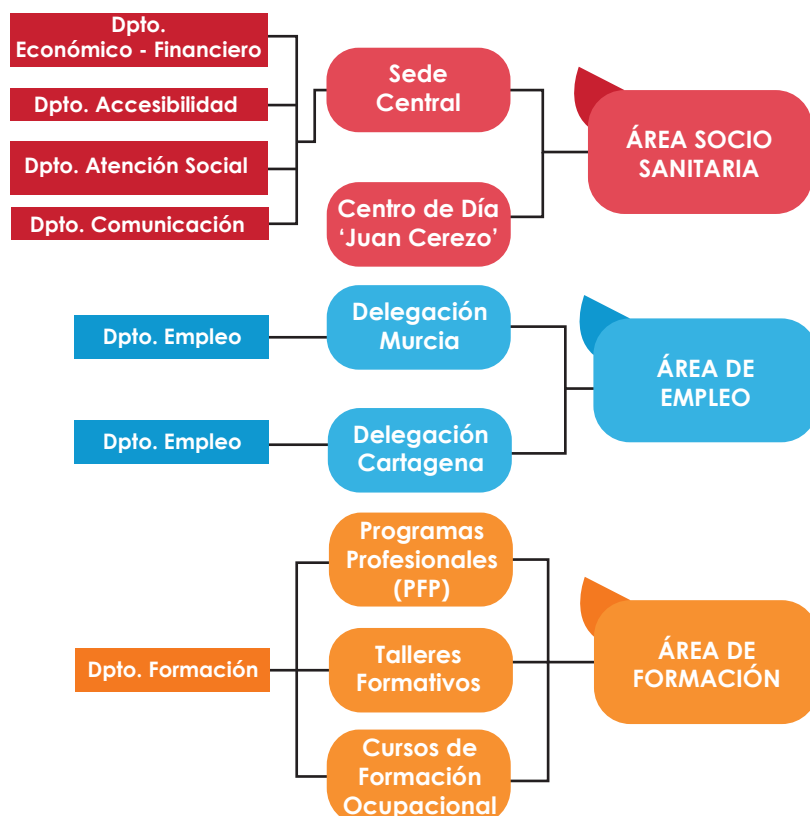 Dpto.
Económico - Financiero
Dpto. Accesibilidad
Dpto. Atención Social
Dpto. Comunicación
Sede
Central
Centro de Día
‘Juan Cerezo’
ÁREA SOCIO
SANITARIA
Dpto. Empleo
Delegación
Murcia
Dpto. Empleo
Delegación
Cartagena
ÁREA DE
EMPLEO
Dpto. Formación
Programas
Profesionales
(PFP)
Talleres
Formativos
Cursos de
Formación
Ocupacional
ÁREA DE
FORMACIÓN